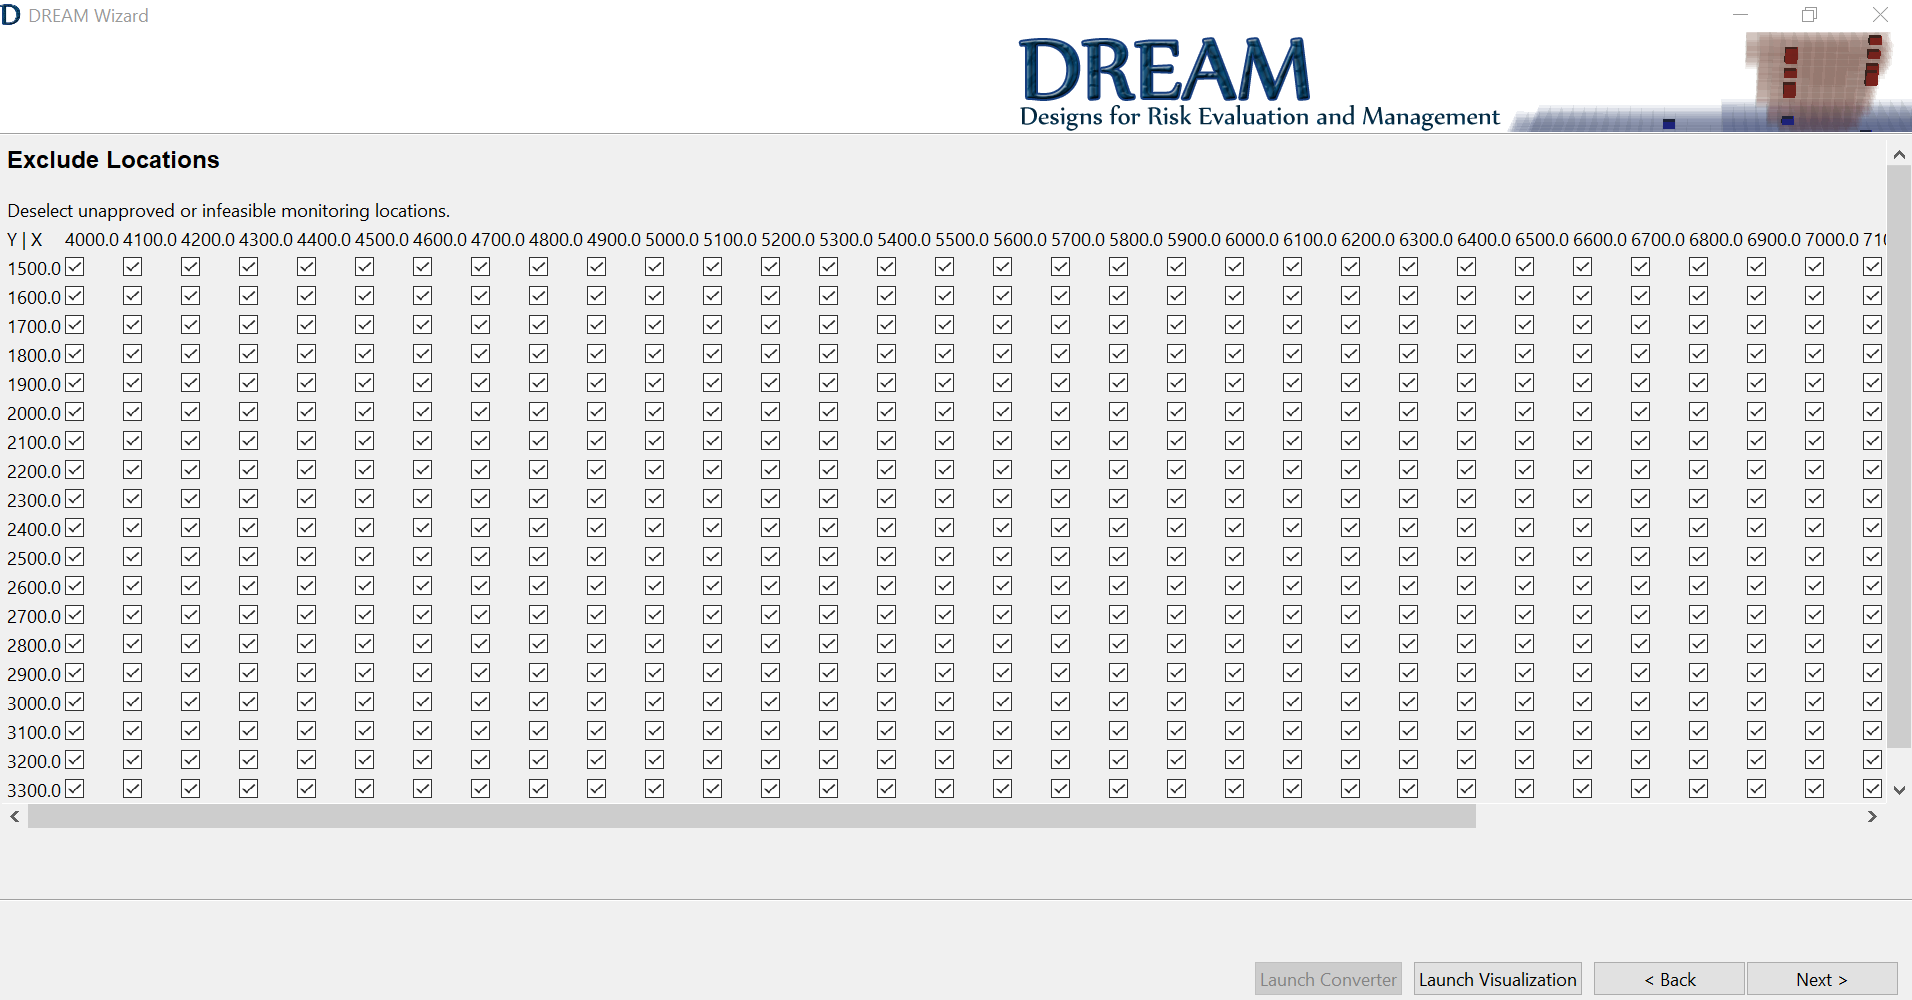 DREAM Wizard
DREAM
Designs for Risk Evaluation and Management
Exclude Locations
Deselect unapproved or infeasible monitoring locations.
Y | X 4000.0 4100.0 4200.0 4300.0 4400.0 4500.0 4600.0 4700.0 4800.0 4900.0 5000.0 5100.0 5200.0 5300.0 5400.0 5500.0 5600.0 5700.0 5800.0 5900.0 6000.0 6100.0 6200.0 6300.0 6400.0 6500.0 6600.0 6700.0 6800.0 6900.0 7000.0
1500.0
1600.0
1700.0
1800.0
1900.0
2000.0
2100.0
2200.0
2300.0
2400.0
2500.0
2600.0
2700.0
2800.0
2900.0
3000.0
3100.0
3200.0
3300.0
Launch Converter Launch Visualization < Back Next >